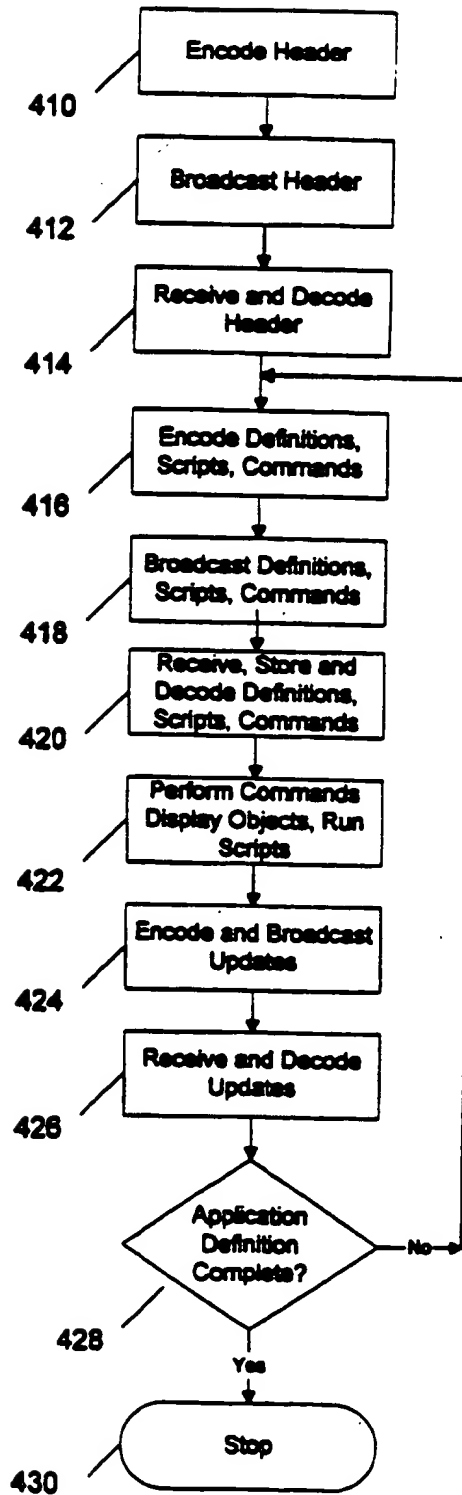 Encode Header
410
Broadcast Header
412
Receive and Decode
Header
414
Encode Definitions,
Scripts, Commands
416
Broadcast Definitions,
Scripts, Commands
418
Receive, Store and
Decode Definitions,
Scripts, Commands
420
Perform Commands
Display Objects, Run
Scripts
422
Encode and Broadcast
Updates
424
Receive and Decode
Updates
426
Application
Definition
Complete?
No
428
Yes
Stop
430